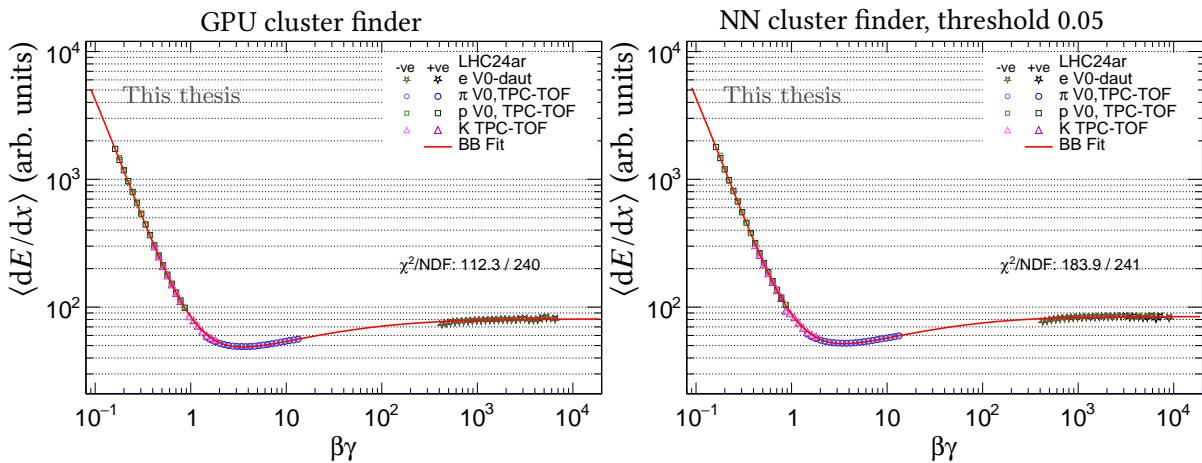 GPU cluster finder
⟨dE/dx⟩ (arb. units)
10⁴
10³
10²
This thesis
-ve +ve LHC24ar
e V0-daut
π V0,TPC-TOF
p V0, TPC-TOF
K TPC-TOF
BB Fit
χ²/NDF: 112.3 / 240
10⁻¹ 1 10 10² 10³ 10⁴
βγ
NN cluster finder, threshold 0.05
⟨dE/dx⟩ (arb. units)
10⁴
10³
10²
This thesis
-ve +ve LHC24ar
e V0-daut
π V0,TPC-TOF
p V0, TPC-TOF
K TPC-TOF
BB Fit
χ²/NDF: 183.9 / 241
10⁻¹ 1 10 10² 10³ 10⁴
βγ